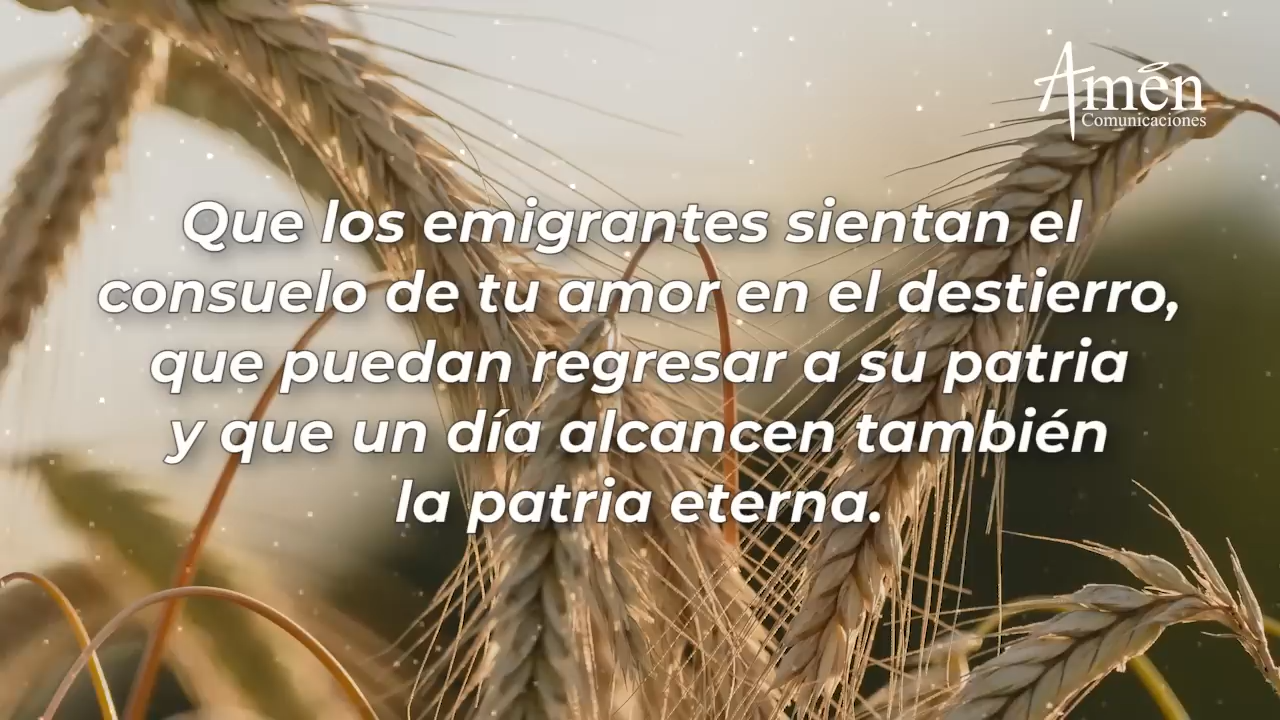 Amén
Comunicaciones
Que los emigrantes sientan el
consuelo de tu amor en el destierro,
que puedan regresar a su patria
y que un día alcancen también
la patria eterna.